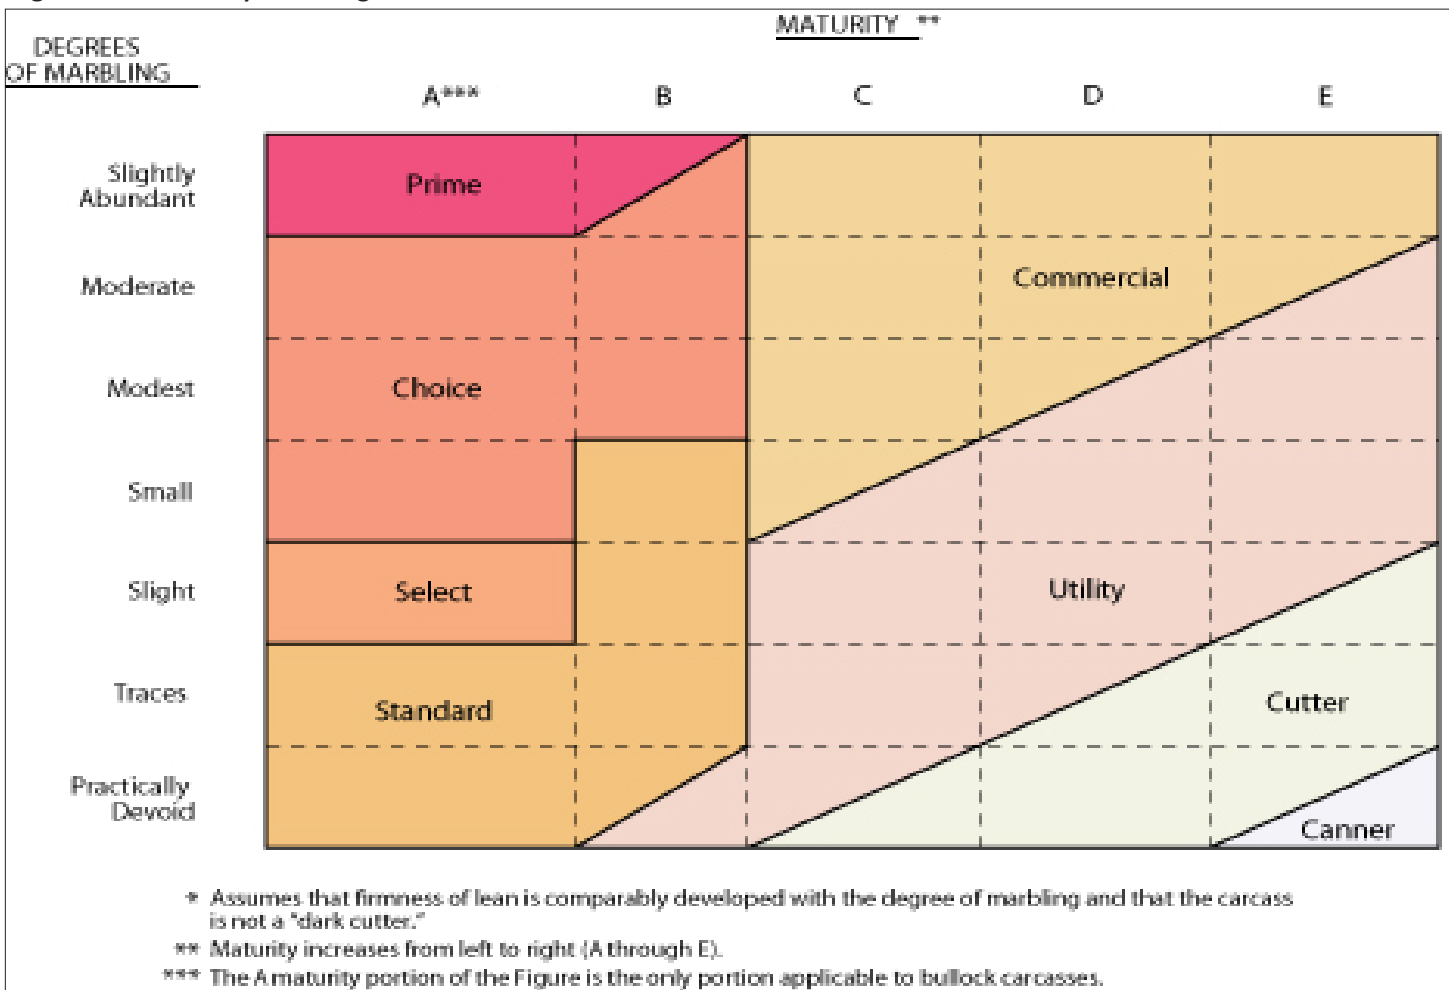 MATURITY **
DEGREES
OF MARBLING
A*** B C D E
Slightly
Abundant
Prime
Moderate
Commercial
Modest
Choice
Small
Slight
Select
Utility
Traces
Standard
Cutter
Practically
Devoid
Canner
* Assumes that firmness of lean is comparably developed with the degree of marbling and that the carcass
is not a "dark cutter."
** Maturity increases from left to right (A through E).
*** The A maturity portion of the Figure is the only portion applicable to bullock carcasses.